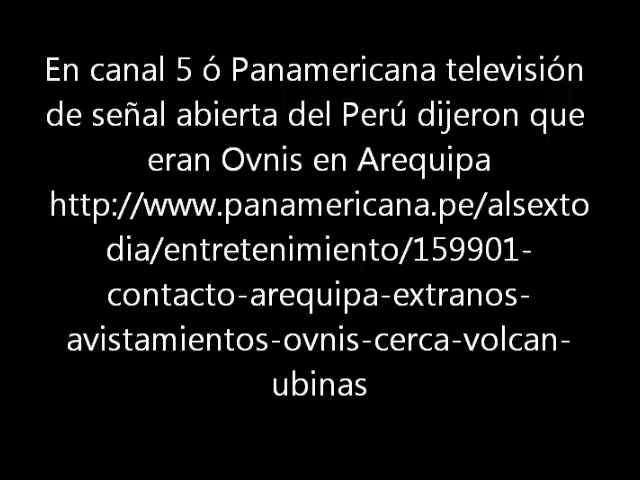 En canal 5 ó Panamericana televisión
de señal abierta del Perú dijeron que
eran Ovnis en Arequipa
http://www.panamericana.pe/alsexto
dia/entretenimiento/159901-
contacto-arequipa-extranos-
avistamientos-ovnis-cerca-volcan-
ubinas